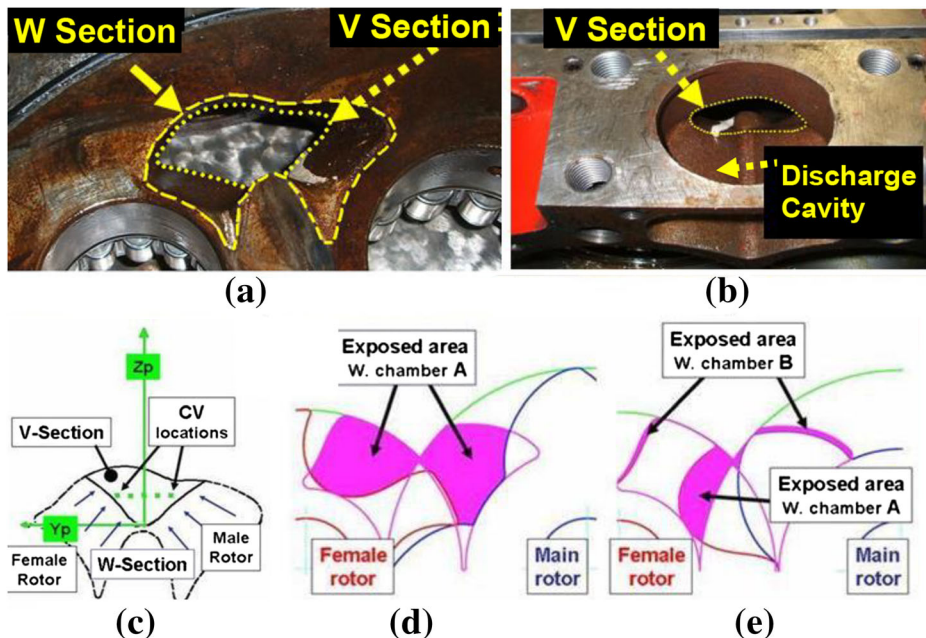 W Section
V Section
(a)
V Section
Discharge
Cavity
(b)
Zp
V-Section
CV
locations
Yp
Female
Rotor
W-Section
Male
Rotor
(c)
Exposed area
W. chamber A
Female
rotor
Main
rotor
(d)
Exposed area
W. chamber B
Exposed area
W. chamber A
Female
rotor
Main
rotor
(e)